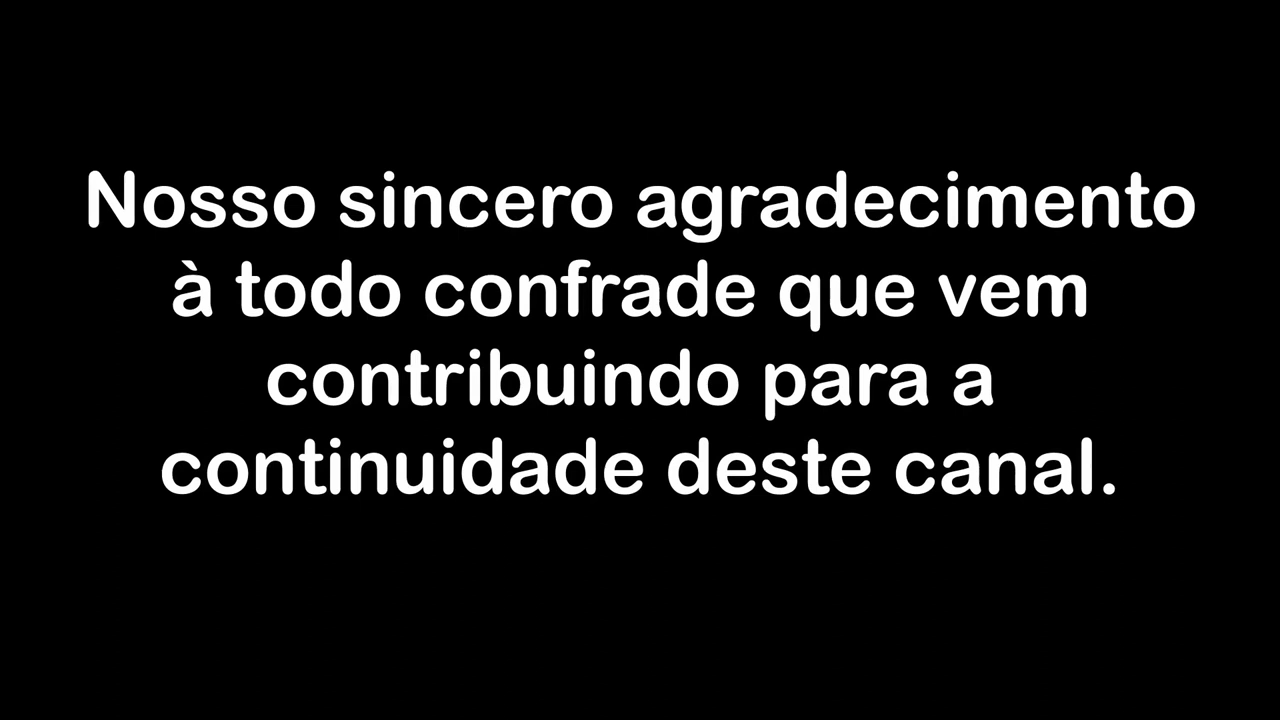 Nosso sincero agradecimento
à todo confrade que vem
contribuindo para a
continuidade deste canal.